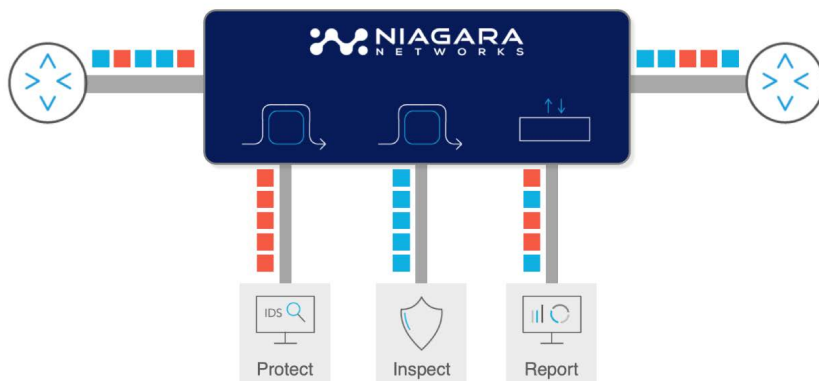 NIAGARA
NETWORKS
IDS
Protect
Inspect
Report